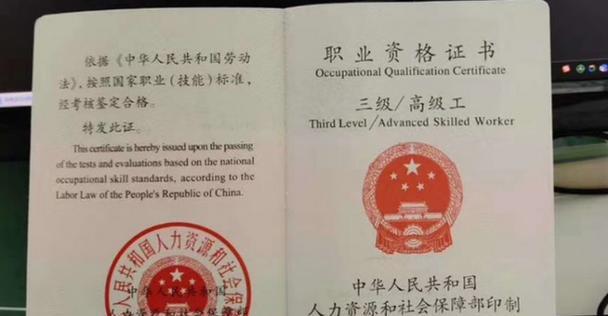 依据《中华人民共和国劳动
法》,按照国家职业(技能)标准,
经考核鉴定合格。
特发此证。
This certificate is hereby issued upon the passing
of the tests and evaluations based on the national
occupational skill standards, according to the
Labor Law of the People's Republic of China.
人民共和国人力资源和社会保
中华人民共和国
职业资格证书
Occupational Qualification Certificate
三级/高级工
Third Level/Advanced Skilled Worker
中华人民共和国
人力资源和社会保障部印制